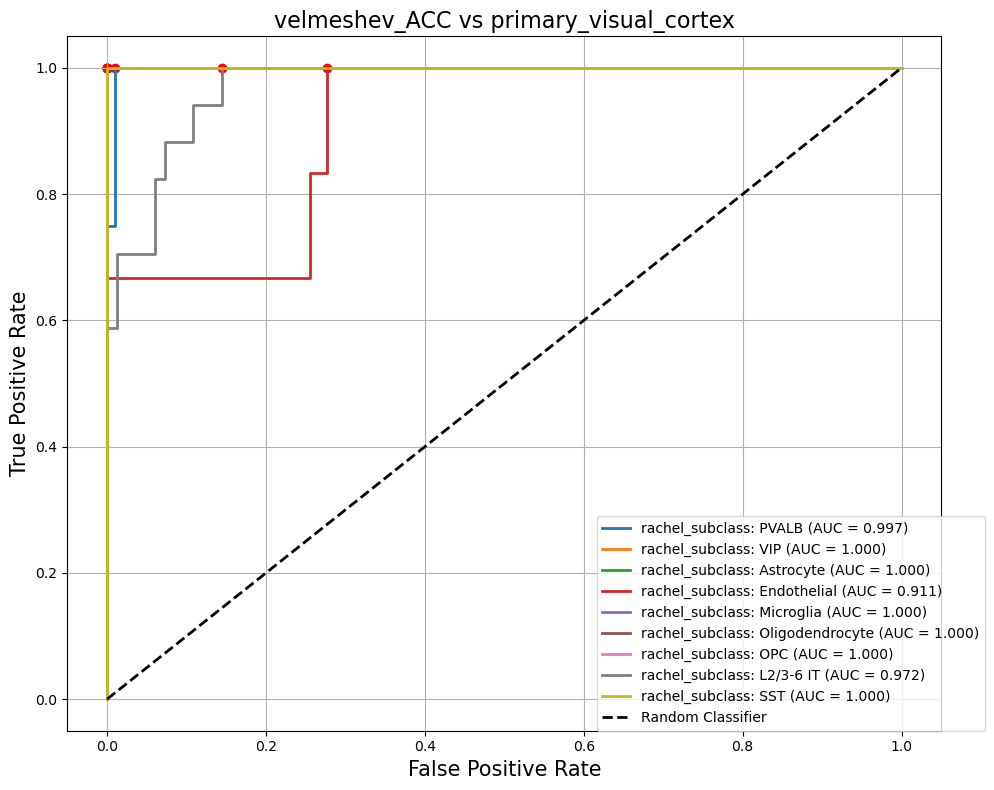 velmeshev_ACC vs primary_visual_cortex
True Positive Rate
1.0
0.8
0.6
0.4
0.2
0.0
rachel_subclass: PVALB (AUC = 0.997)
rachel_subclass: VIP (AUC = 1.000)
rachel_subclass: Astrocyte (AUC = 1.000)
rachel_subclass: Endothelial (AUC = 0.911)
rachel_subclass: Microglia (AUC = 1.000)
rachel_subclass: Oligodendrocyte (AUC = 1.000)
rachel_subclass: OPC (AUC = 1.000)
rachel_subclass: L2/3-6 IT (AUC = 0.972)
rachel_subclass: SST (AUC = 1.000)
Random Classifier
0.0 0.2 0.4 0.6 0.8 1.0
False Positive Rate